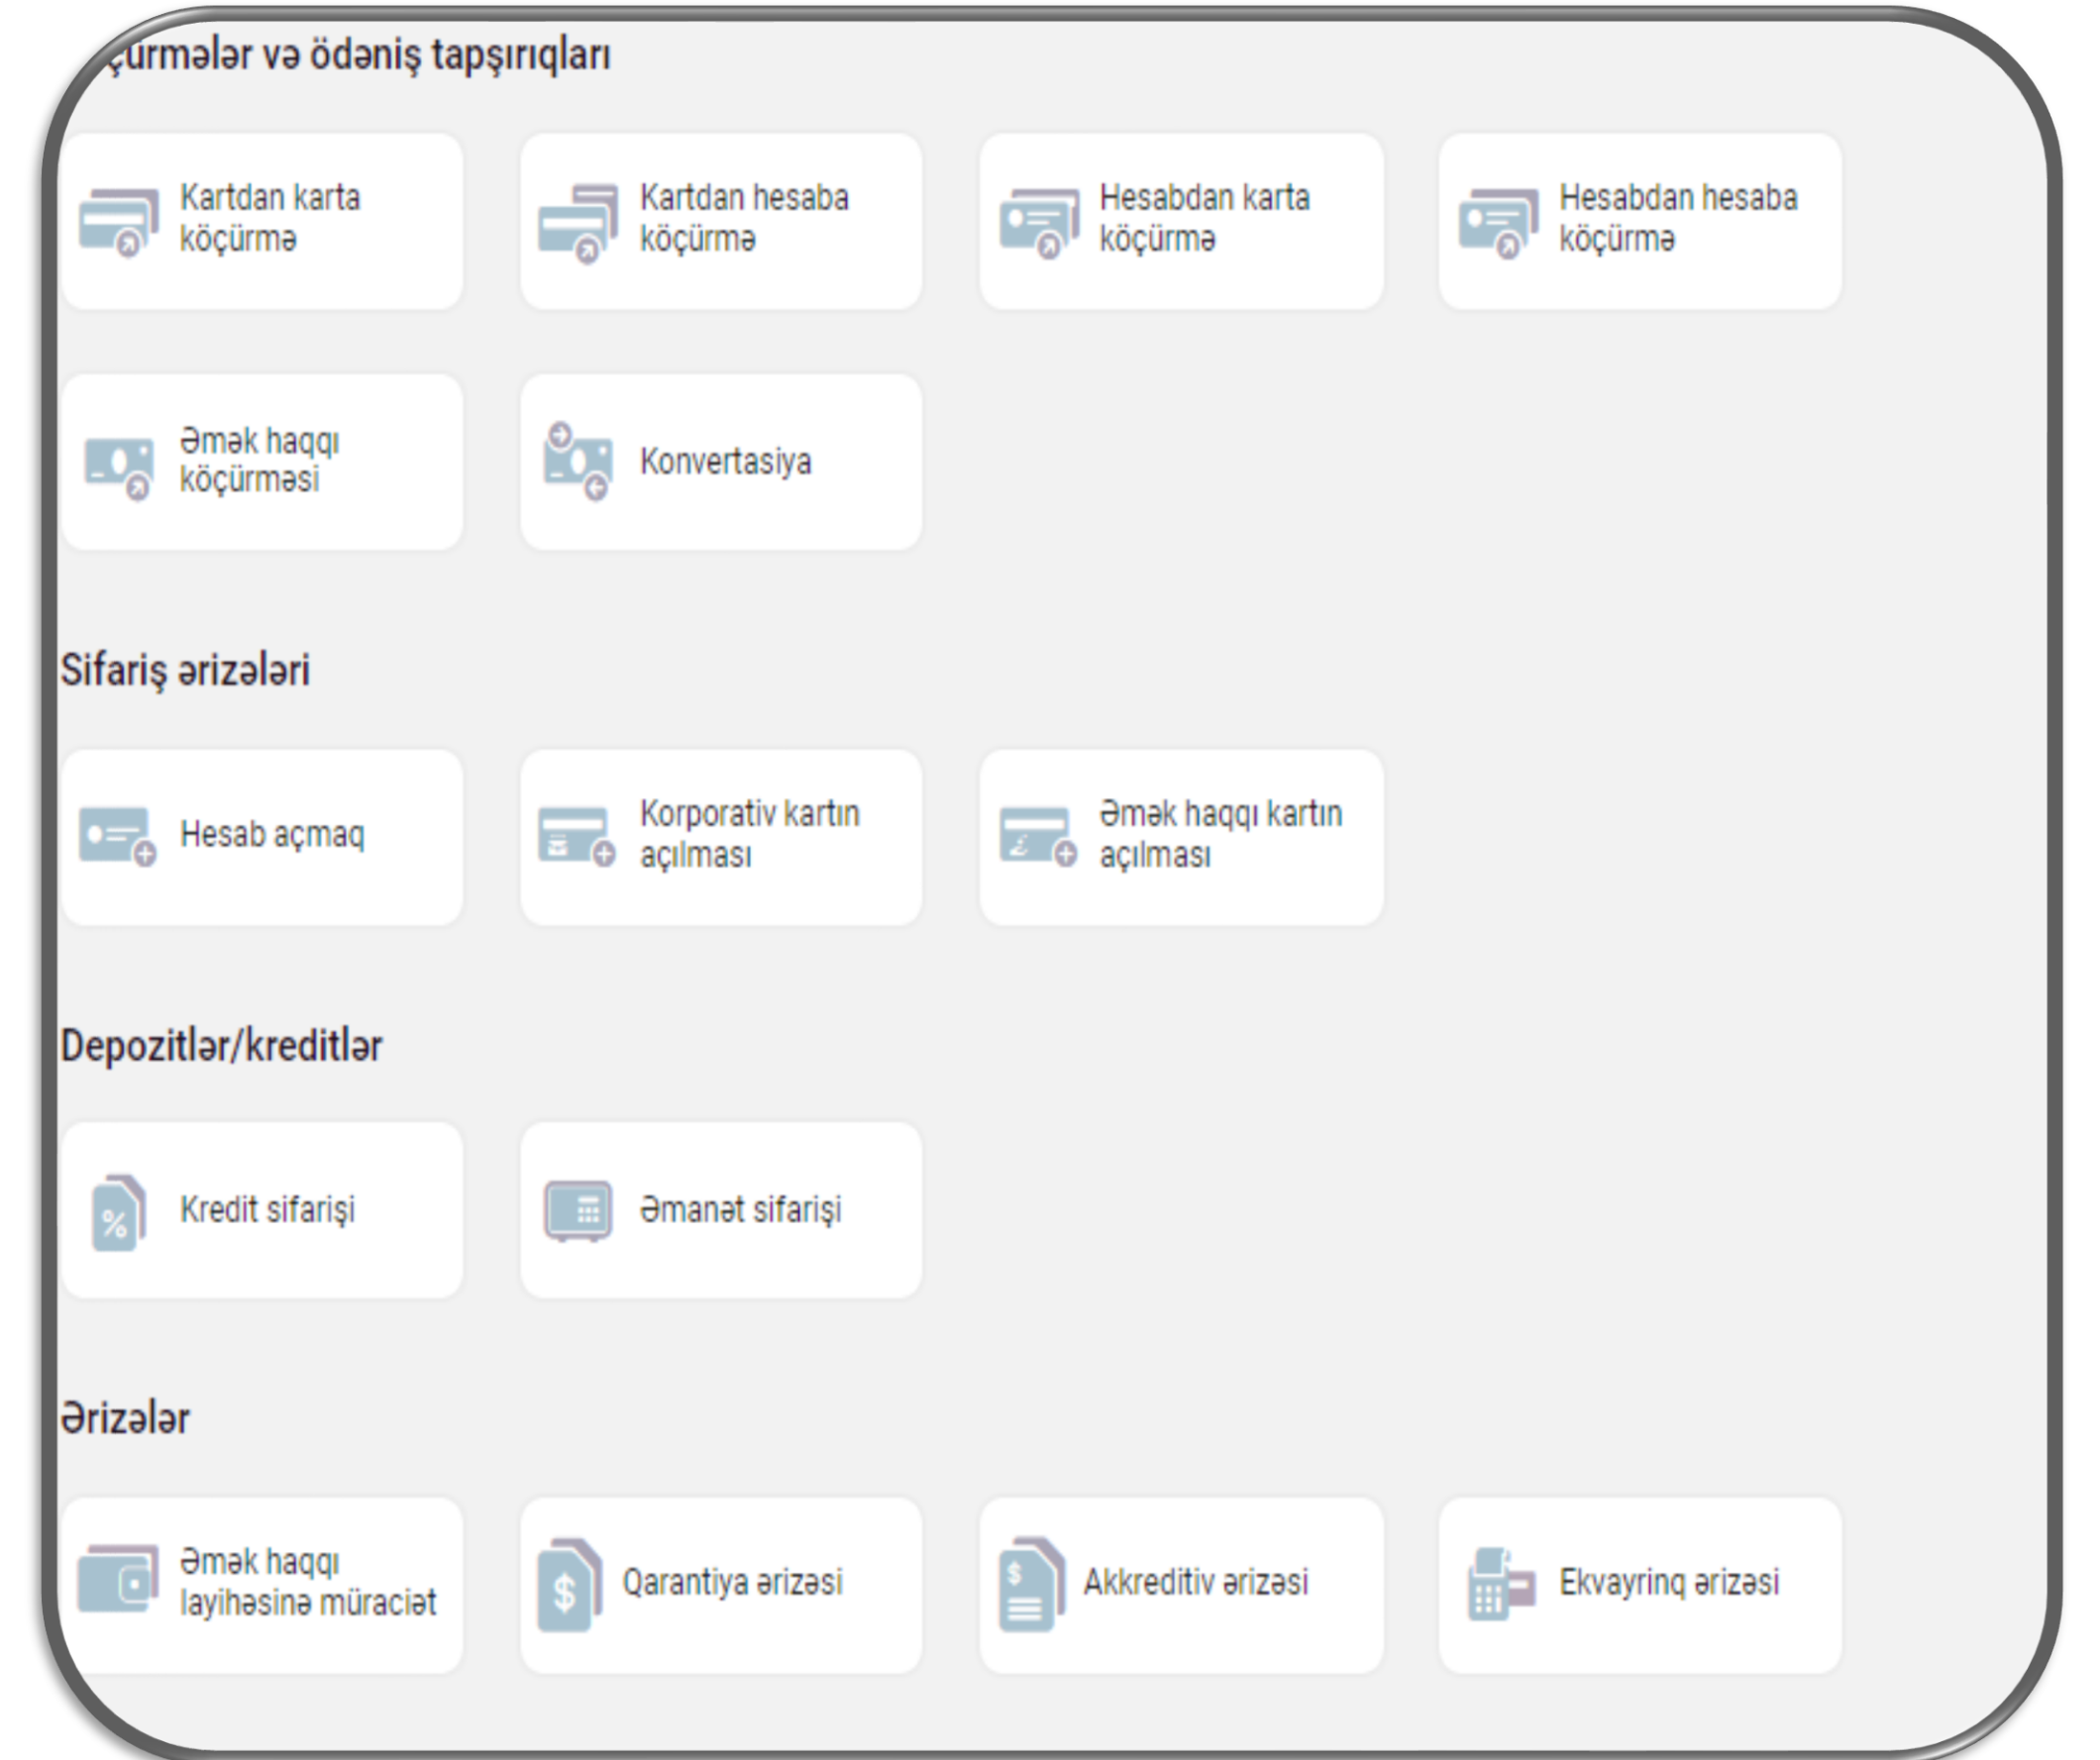 və ödəniş tapşırıqları
Kartdan karta
köçürmə
Kartdan hesaba
köçürmə
Hesabdan karta
köçürmə
Hesabdan hesaba
köçürmə
Əmək haqqı
köçürməsi
Konvertasiya
Sifariş ərizələri
Hesab açmaq
Korporativ kartın
açılması
Əmək haqqı kartın
açılması
Depozitlər/kreditlər
Kredit sifarişi
Əmanət sifarişi
Ərizələr
Əmək haqqı
layihəsinə müraciət
Qarantiya ərizəsi
Akkreditiv ərizəsi
Ekvayrinq ərizəsi